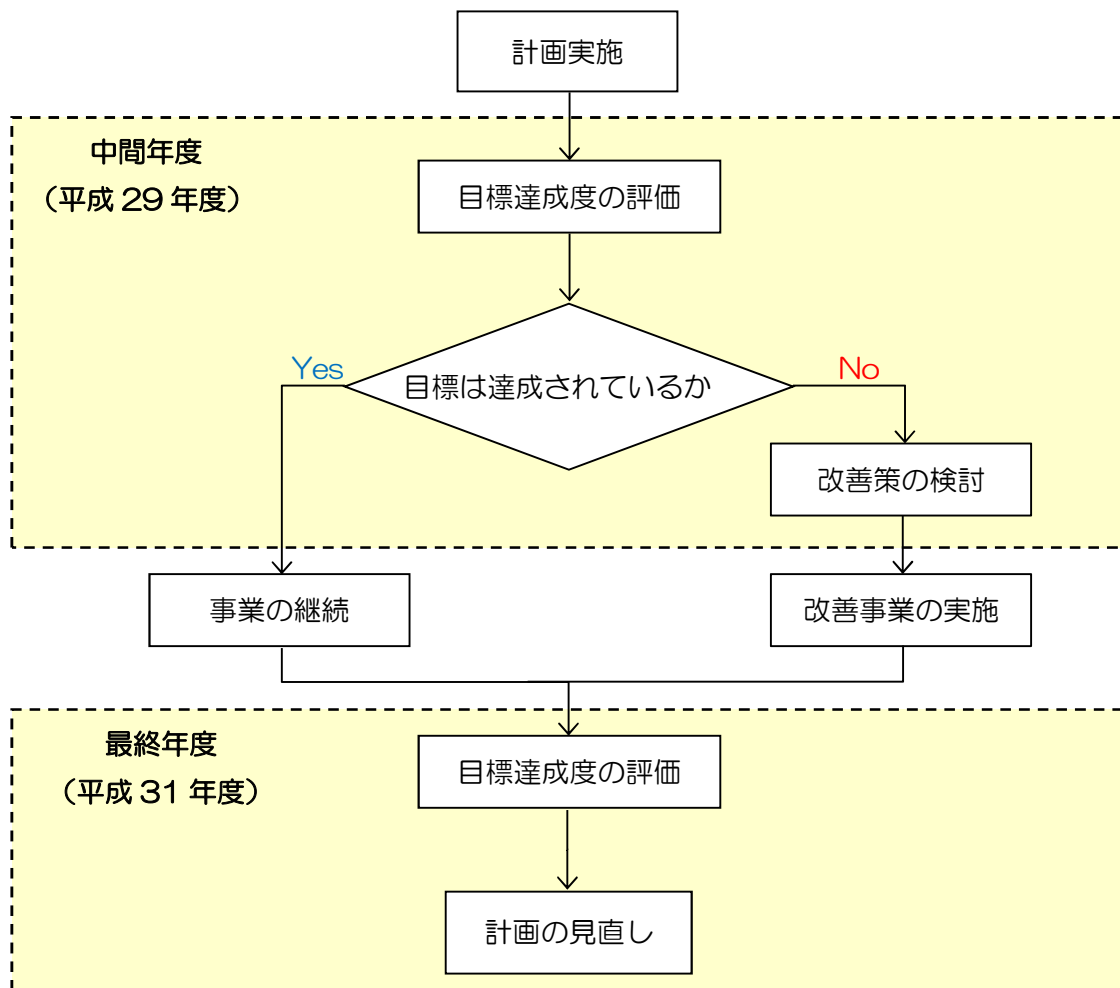 計画実施
中間年度
（平成 29 年度）
目標達成度の評価
Yes
目標は達成されているか
No
改善策の検討
事業の継続
改善事業の実施
最終年度
（平成 31 年度）
目標達成度の評価
計画の見直し